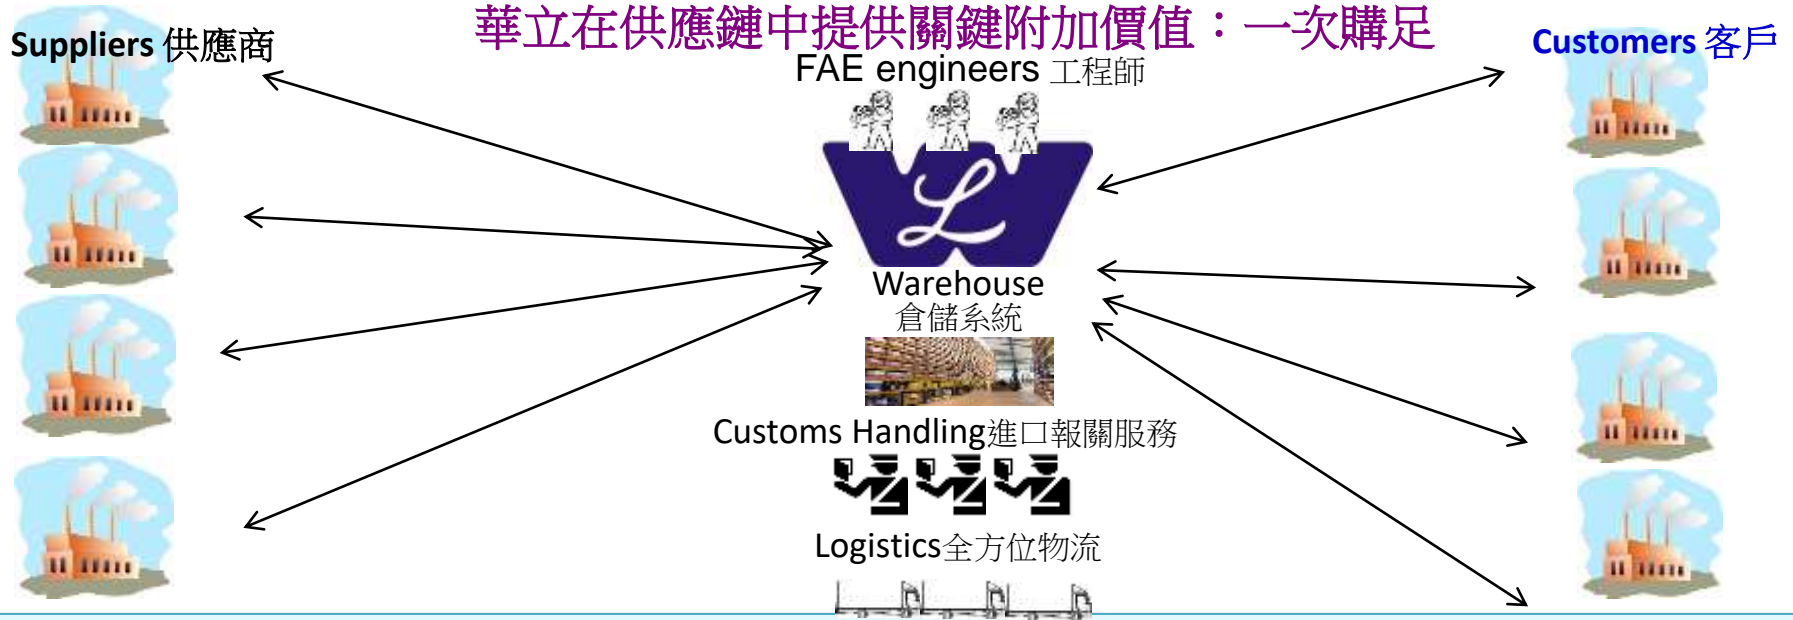 華立在供應鏈中提供關鍵附加價值：一次購足
Suppliers 供應商
Customers 客戶
FAE engineers 工程師
L
Warehouse
倉儲系統
Customs Handling進口報關服務
Logistics全方位物流